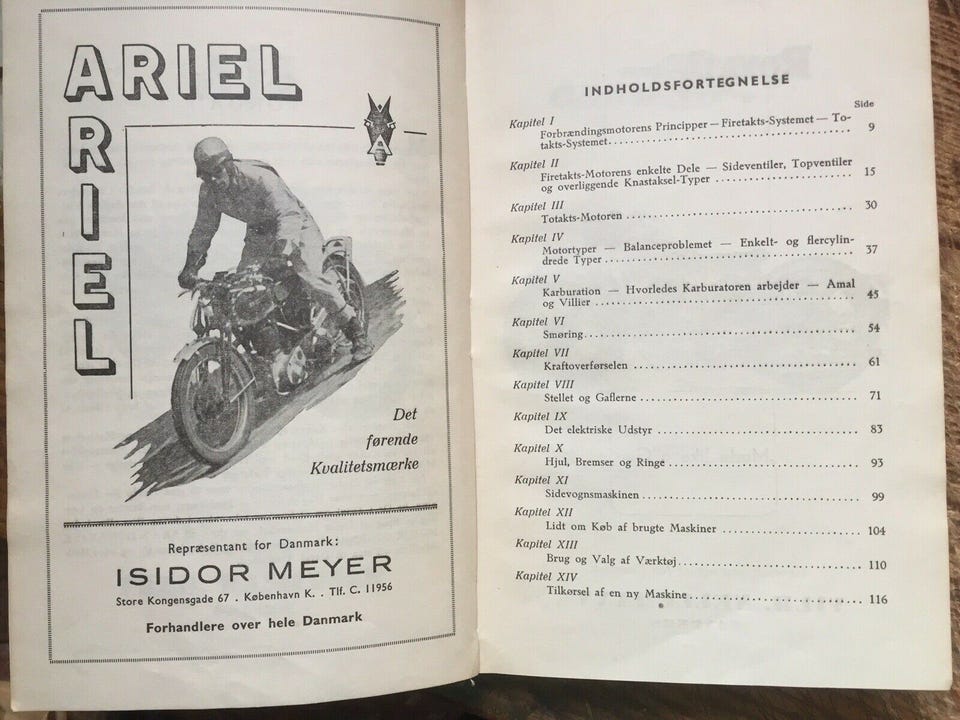 ARIEL
ARIEL
Det
førende
Kvalitetsmærke
Repræsentant for Danmark:
ISIDOR MEYER
Store Kongensgade 67 . København K. . Tlf. C. 11956
Forhandlere over hele Danmark
INDHOLDSFORTEGNELSE
Side
Kapitel I
Forbrændingsmotorens Principper — Firetakts-Systemet — To-
takts-Systemet 9
Kapitel II
Firetakts-Motorens enkelte Dele — Sideventiler, Topventiler
og overliggende Knastaksel-Typer 15
Kapitel III
Totakts-Motoren 30
Kapitel IV
Motortyper — Balanceproblemet — Enkelt- og flercylin-
drede Typer 37
Kapitel V
Karburation — Hvorledes Karburatoren arbejder — Amal
og Villier 45
Kapitel VI
Smøring 54
Kapitel VII
Kraftoverførselen 61
Kapitel VIII
Stellet og Gaflerne 71
Kapitel IX
Det elektriske Udstyr 83
Kapitel X
Hjul, Bremser og Ringe 93
Kapitel XI
Sidevognsmaskinen 99
Kapitel XII
Lidt om Køb af brugte Maskiner 104
Kapitel XIII
Brug og Valg af Værktøj 110
Kapitel XIV
Tilkørsel af en ny Maskine 116